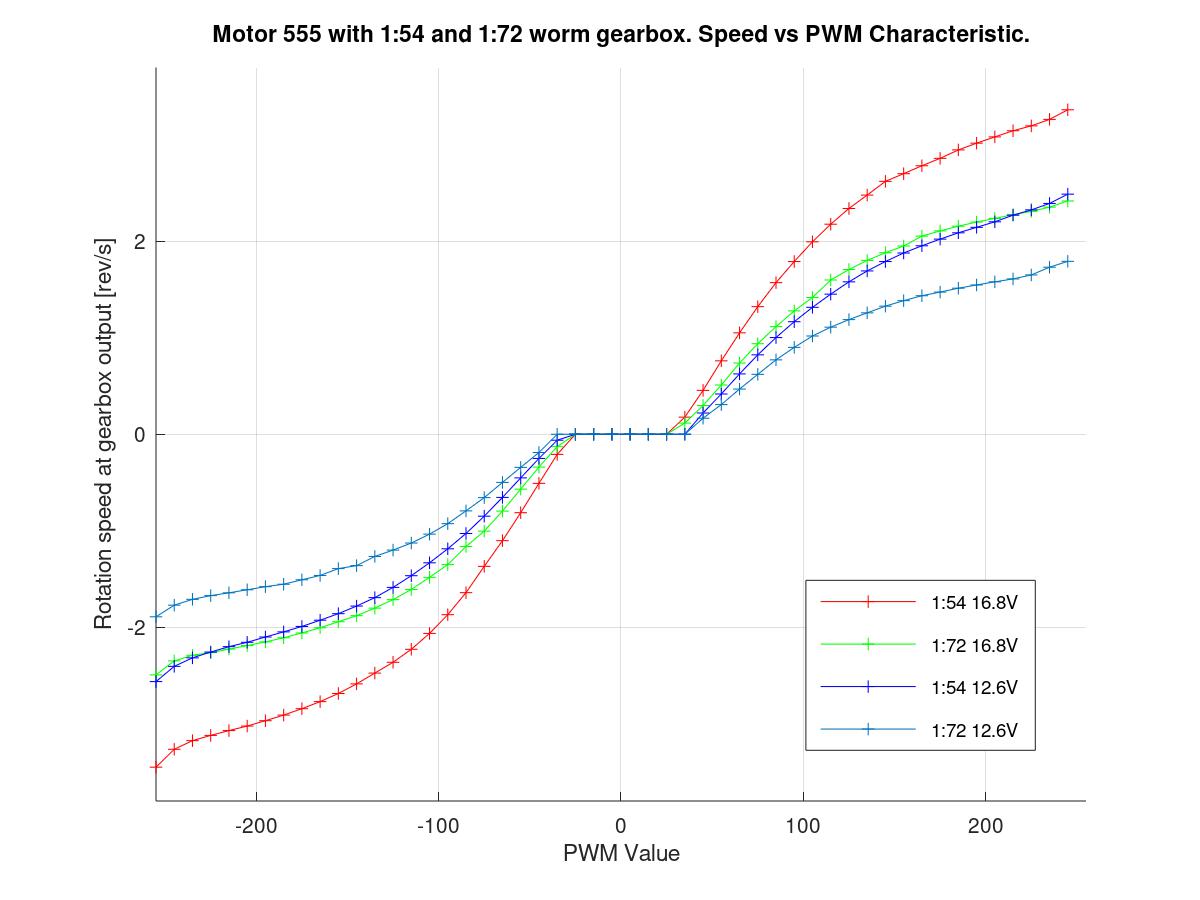 Motor 555 with 1:54 and 1:72 worm gearbox. Speed vs PWM Characteristic.
Rotation speed at gearbox output [rev/s]
2
0
-2
1:54 16.8V
1:72 16.8V
1:54 12.6V
1:72 12.6V
-200 -100 0 100 200
PWM Value